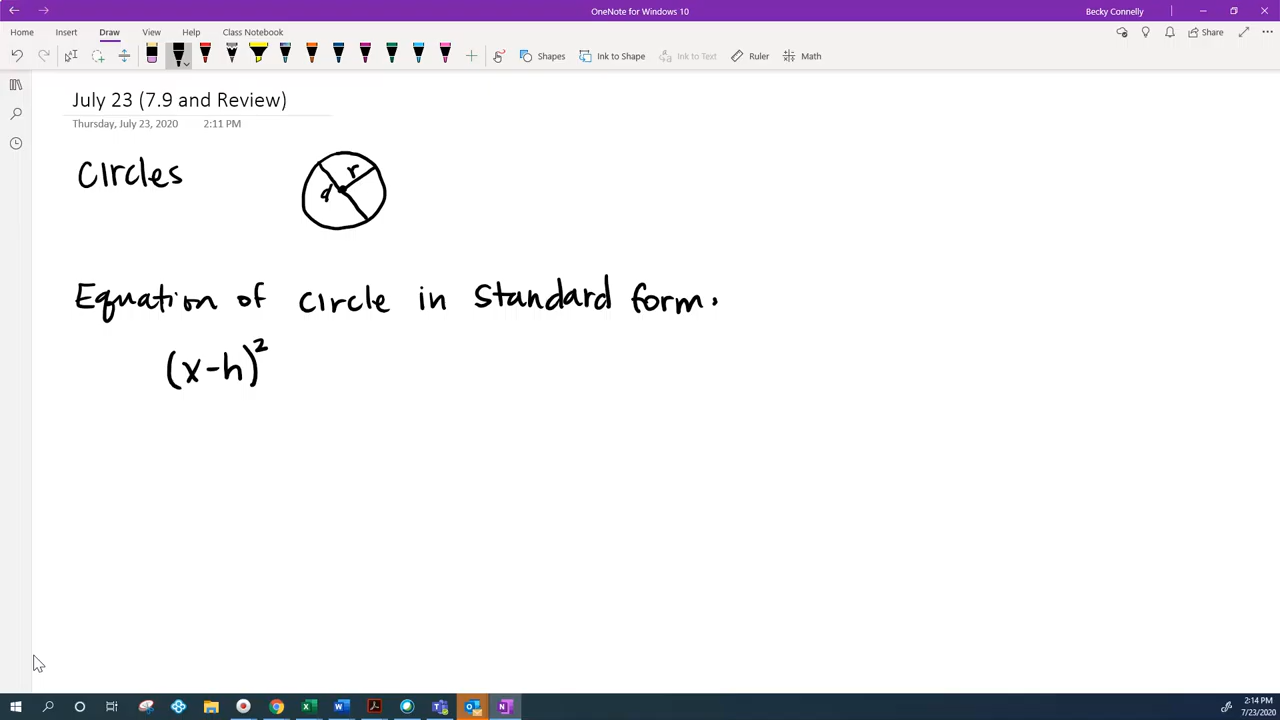 OneNote for Windows 10
Becky Connelly
Home Insert Draw View Help Class Notebook
Share
Shapes Ink to Shape Ink to Text Ruler Math
July 23 (7.9 and Review)
Thursday, July 23, 2020 2:11 PM
Circles
r
d
Equation of circle in standard form.
(x-h)²
2:14 PM
7/23/2020